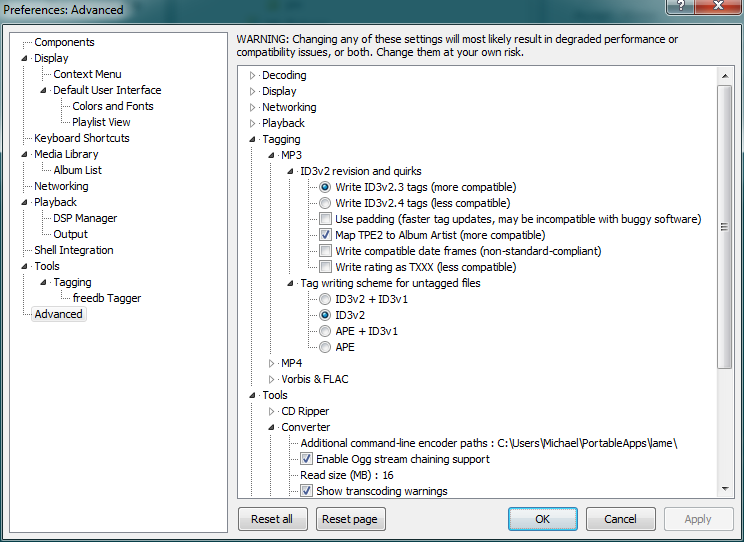 Preferences: Advanced
?
Components
Display
Context Menu
Default User Interface
Colors and Fonts
Playlist View
Keyboard Shortcuts
Media Library
Album List
Networking
Playback
DSP Manager
Output
Shell Integration
Tools
Tagging
freedb Tagger
Advanced
WARNING: Changing any of these settings will most likely result in degraded performance or
compatibility issues, or both. Change them at your own risk.
Decoding
Display
Networking
Playback
Tagging
MP3
ID3v2 revision and quirks
Write ID3v2.3 tags (more compatible)
Write ID3v2.4 tags (less compatible)
Use padding (faster tag updates, may be incompatible with buggy software)
Map TPE2 to Album Artist (more compatible)
Write compatible date frames (non-standard-compliant)
Write rating as TXXX (less compatible)
Tag writing scheme for untagged files
ID3v2 + ID3v1
ID3v2
APE + ID3v1
APE
MP4
Vorbis & FLAC
Tools
CD Ripper
Converter
Additional command-line encoder paths : C:\Users\Michael\PortableApps\lame\
Enable Ogg stream chaining support
Read size (MB) : 16
Show transcoding warnings
Reset all
Reset page
OK
Cancel
Apply